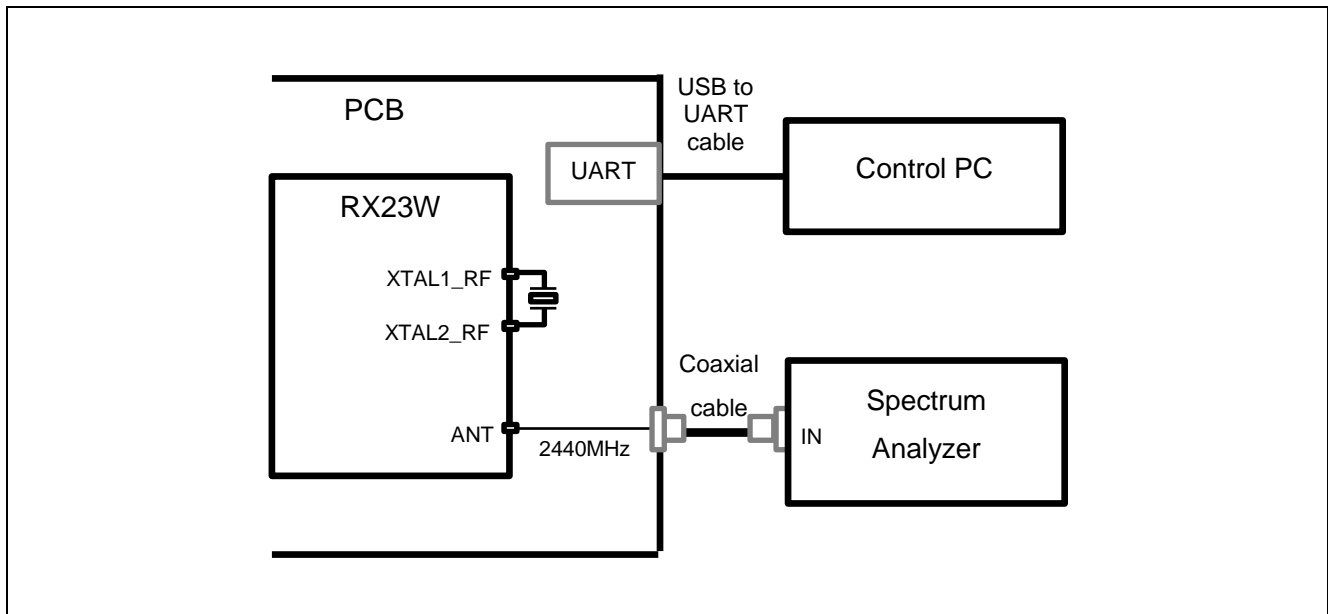 PCB
USB to
UART
cable
UART
Control PC
RX23W
XTAL1_RF
XTAL2_RF
ANT
2440MHz
Coaxial
cable
IN
Spectrum
Analyzer